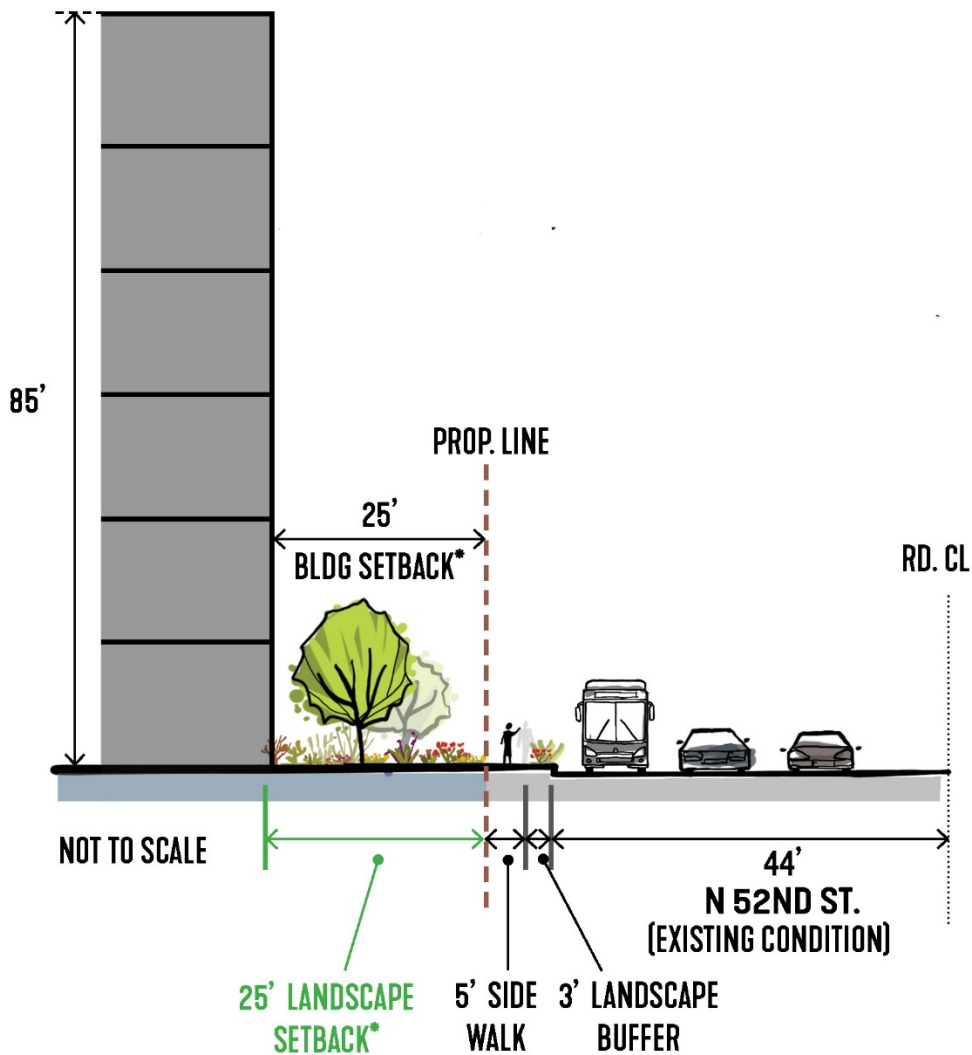 85’
PROP. LINE
25’
BLDG SETBACK*
RD. CL
NOT TO SCALE
44’
N 52ND ST.
(EXISTING CONDITION)
25’ LANDSCAPE
SETBACK*
5’ SIDE
WALK
3’ LANDSCAPE
BUFFER